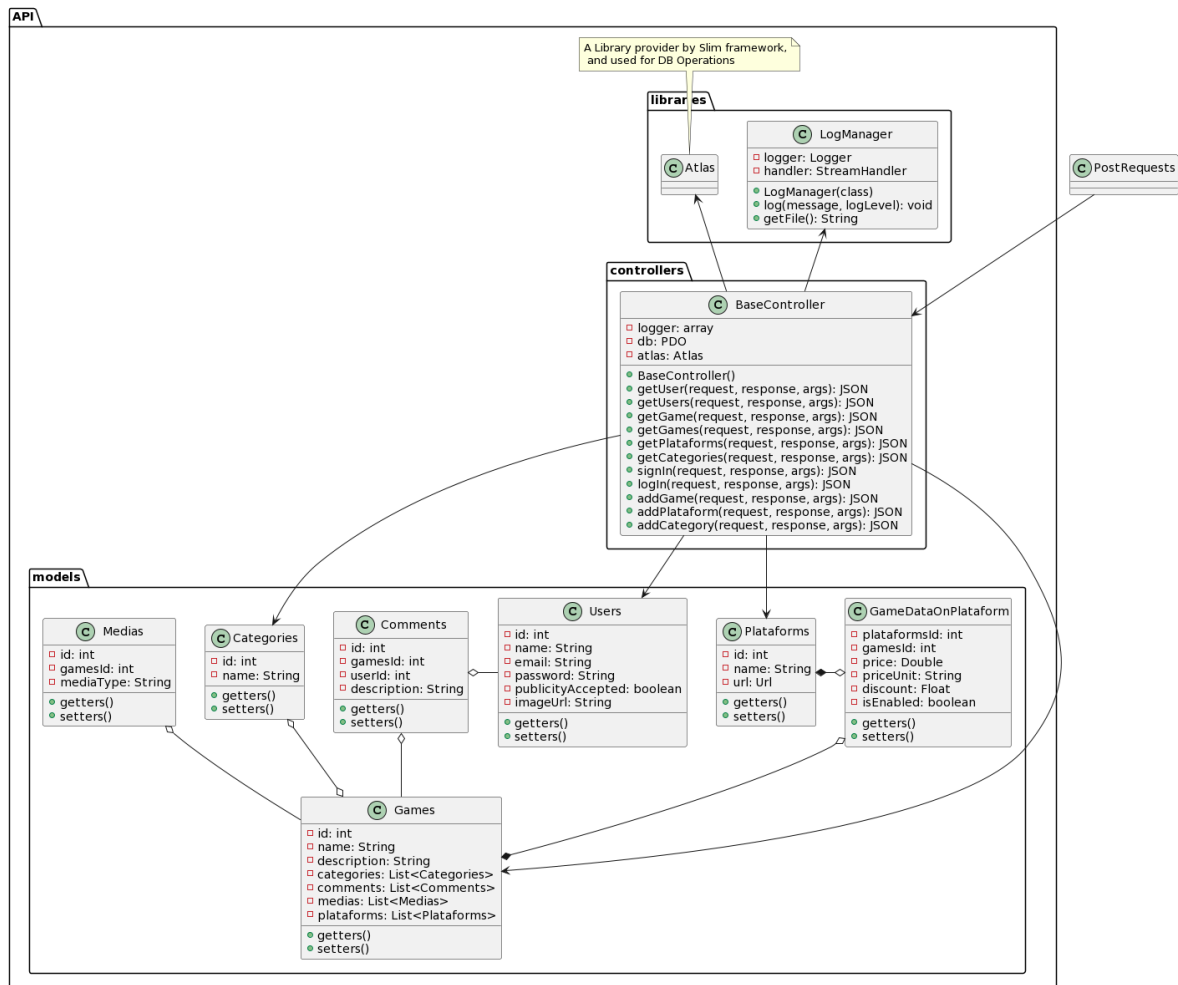 API
A Library provider by Slim framework,
and used for DB Operations
libraries
C LogManager
logger: Logger
handler: StreamHandler
LogManager(class)
log(message, logLevel): void
getFile(): String
C Atlas
C PostRequests
controllers
C BaseController
logger: array
db: PDO
atlas: Atlas
BaseController()
getUser(request, response, args): JSON
getUsers(request, response, args): JSON
getGame(request, response, args): JSON
getGames(request, response, args): JSON
getPlataforms(request, response, args): JSON
getCategories(request, response, args): JSON
signIn(request, response, args): JSON
logIn(request, response, args): JSON
addGame(request, response, args): JSON
addPlataform(request, response, args): JSON
addCategory(request, response, args): JSON
models
C Medias
id: int
gamesId: int
mediaType: String
getters()
setters()
C Categories
id: int
name: String
getters()
setters()
C Comments
id: int
gamesId: int
userId: int
description: String
getters()
setters()
C Users
id: int
name: String
email: String
password: String
publicityAccepted: boolean
imageUrl: String
getters()
setters()
C Plataforms
id: int
name: String
url: Url
getters()
setters()
C GameDataOnPlataform
plataformsId: int
gamesId: int
price: Double
priceUnit: String
discount: Float
isEnabled: boolean
getters()
setters()
C Games
id: int
name: String
description: String
categories: List<Categories>
comments: List<Comments>
medias: List<Medias>
plataforms: List<Plataforms>
getters()
setters()